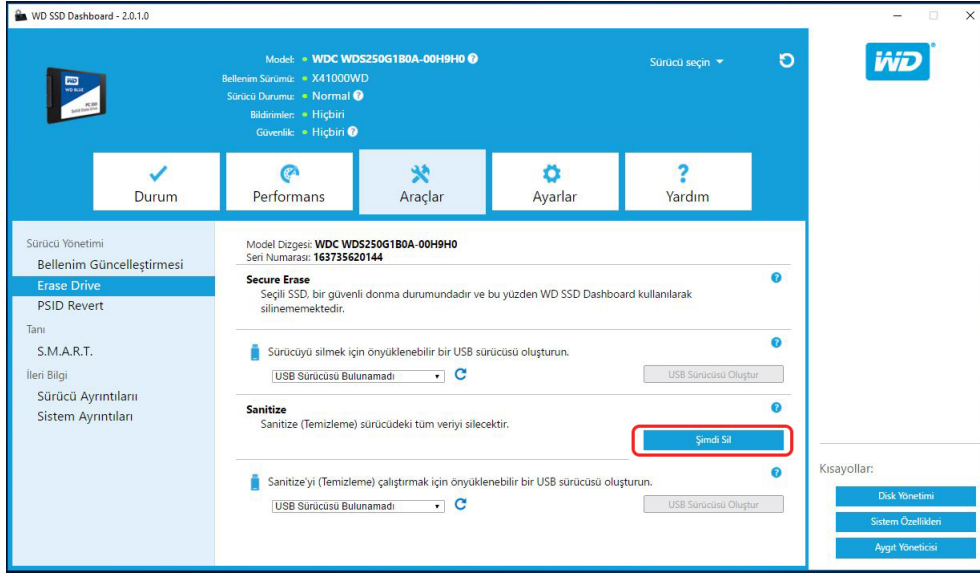 WD SSD Dashboard - 2.0.1.0
Model: WDC WDS250G1B0A-00H9H0
Bellenim Sürümü: X41000WD
Sürücü Durumu: Normal
Bildirimler: Hiçbiri
Güvenlik: Hiçbiri
Sürücü seçin
WD
WD
WD BLUE
Durum
Performans
Araçlar
Ayarlar
Yardım
Sürücü Yönetimi
Bellenim Güncelleştirmesi
Erase Drive
PSID Revert
Tanı
S.M.A.R.T.
İleri Bilgi
Sürücü Ayrıntılarıı
Sistem Ayrıntıları
Model Dizgesi: WDC WDS250G1B0A-00H9H0
Seri Numarası: 163735620144
Secure Erase
Seçili SSD, bir güvenli donma durumundadır ve bu yüzden WD SSD Dashboard kullanılarak
silinememektedir.
Sürücüyü silmek için önyüklenebilir bir USB sürücüsü oluşturun.
USB Sürücüsü Bulunamadı
USB Sürücüsü Oluştur
Sanitize
Sanitize (Temizleme) sürücüdeki tüm veriyi silecektir.
Şimdi Sil
Sanitize'yi (Temizleme) çalıştırmak için önyüklenebilir bir USB sürücüsü oluşturun.
USB Sürücüsü Bulunamadı
USB Sürücüsü Oluştur
Kısayollar:
Disk Yönetimi
Sistem Özellikleri
Aygıt Yöneticisi